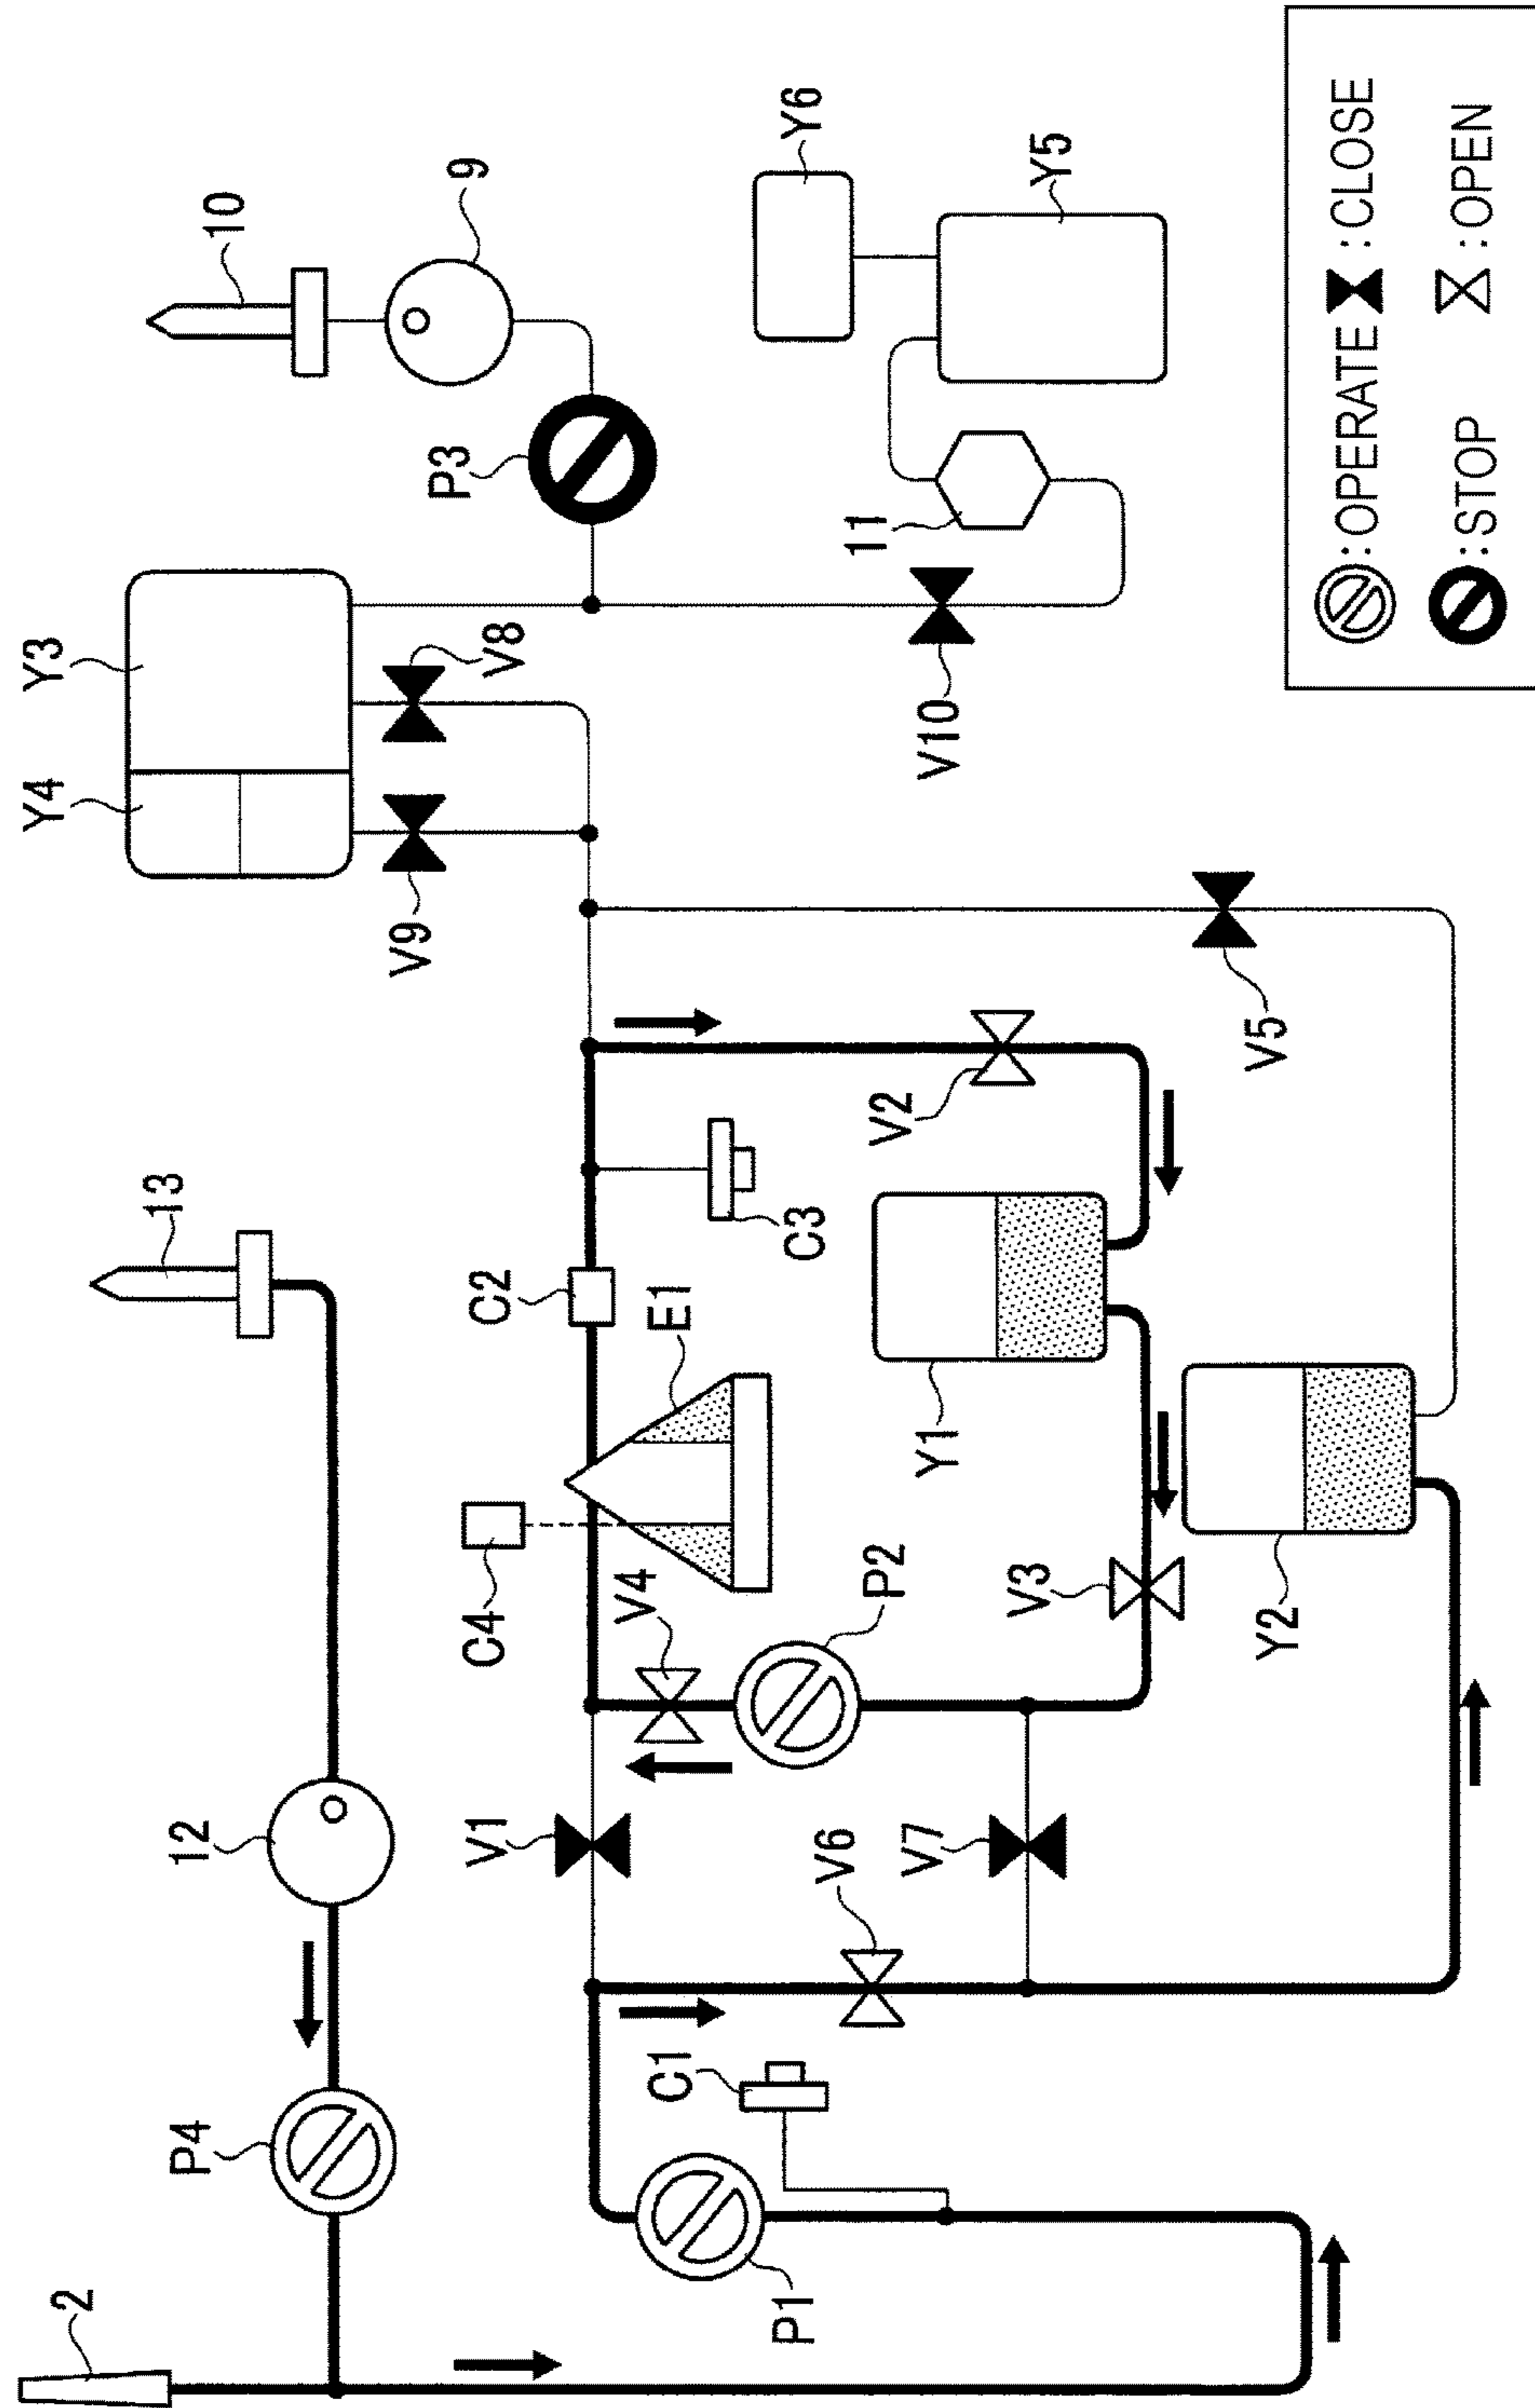 2
P4
12
13
P1
C1
V1
V6
V7
V4
P2
C4
E1
C2
C3
V3
Y1
Y2
V2
V5
V9
V8
Y4
Y3
P3
10
9
V10
11
Y6
Y5
:OPERATE
:CLOSE
:STOP
:OPEN